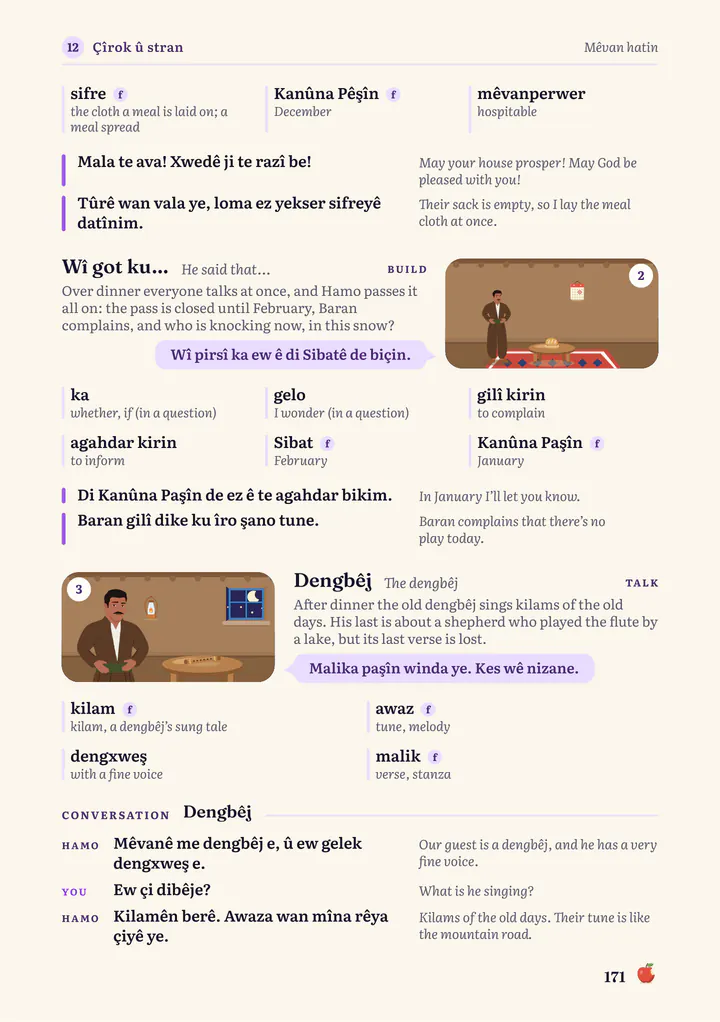 12 Çîrok û stran
Mêvan hatin
sifre f
the cloth a meal is laid on; a
meal spread
Kanûna Pêşîn f
December
mêvanperwer
hospitable
Mala te ava! Xwedê ji te razî be!
May your house prosper! May God be
pleased with you!
Tûrê wan vala ye, loma ez yekser sifreyê
datînim.
Their sack is empty, so I lay the meal
cloth at once.
Wî got ku... He said that...
BUILD
Over dinner everyone talks at once, and Hamo passes it
all on: the pass is closed until February, Baran
complains, and who is knocking now, in this snow?
Wî pirsî ka ew ê di Sibatê de biçin.
2
ka
whether, if (in a question)
gelo
I wonder (in a question)
gilî kirin
to complain
agahdar kirin
to inform
Sibat f
February
Kanûna Paşîn f
January
Di Kanûna Paşîn de ez ê te agahdar bikim.
In January I'll let you know.
Baran gilî dike ku îro şano tune.
Baran complains that there's no
play today.
3
Dengbêj The dengbêj
TALK
After dinner the old dengbêj sings kilams of the old
days. His last is about a shepherd who played the flute by
a lake, but its last verse is lost.
Malika paşîn winda ye. Kes wê nizane.
kilam f
kilam, a dengbêj's sung tale
awaz f
tune, melody
dengxweş
with a fine voice
malik f
verse, stanza
CONVERSATION Dengbêj
HAMO Mêvanê me dengbêj e, û ew gelek
dengxweş e.
Our guest is a dengbêj, and he has a very
fine voice.
YOU Ew çi dibêje?
What is he singing?
HAMO Kilamên berê. Awaza wan mîna rêya
çiyê ye.
Kilams of the old days. Their tune is like
the mountain road.
171